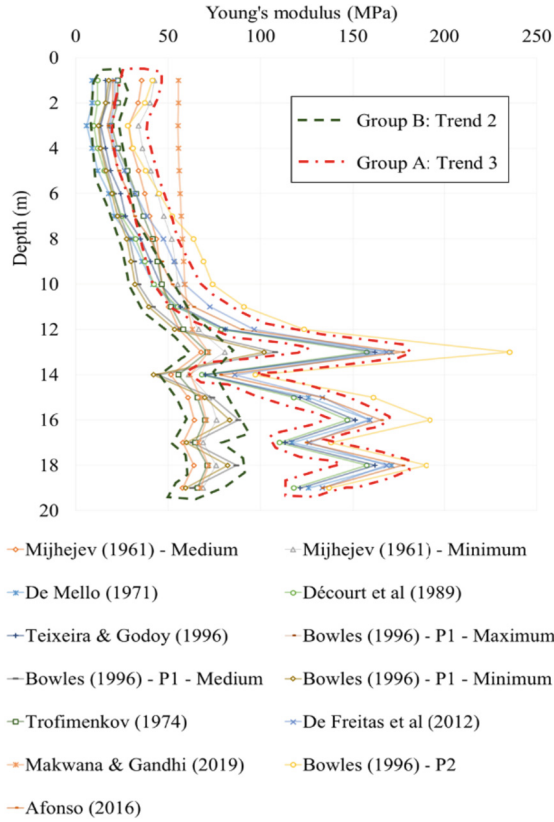 Young's modulus (MPa)
0 50 100 150 200 250
0
2
4
6
8
10
12
14
16
18
20
Depth (m)
Group B: Trend 2
Group A: Trend 3
Mijhejev (1961) - Medium
Mijhejev (1961) - Minimum
De Mello (1971)
Décourt et al (1989)
Teixeira & Godoy (1996)
Bowles (1996) - P1 - Maximum
Bowles (1996) - P1 - Medium
Bowles (1996) - P1 - Minimum
Trofimenkov (1974)
De Freitas et al (2012)
Makwana & Gandhi (2019)
Bowles (1996) - P2
Afonso (2016)